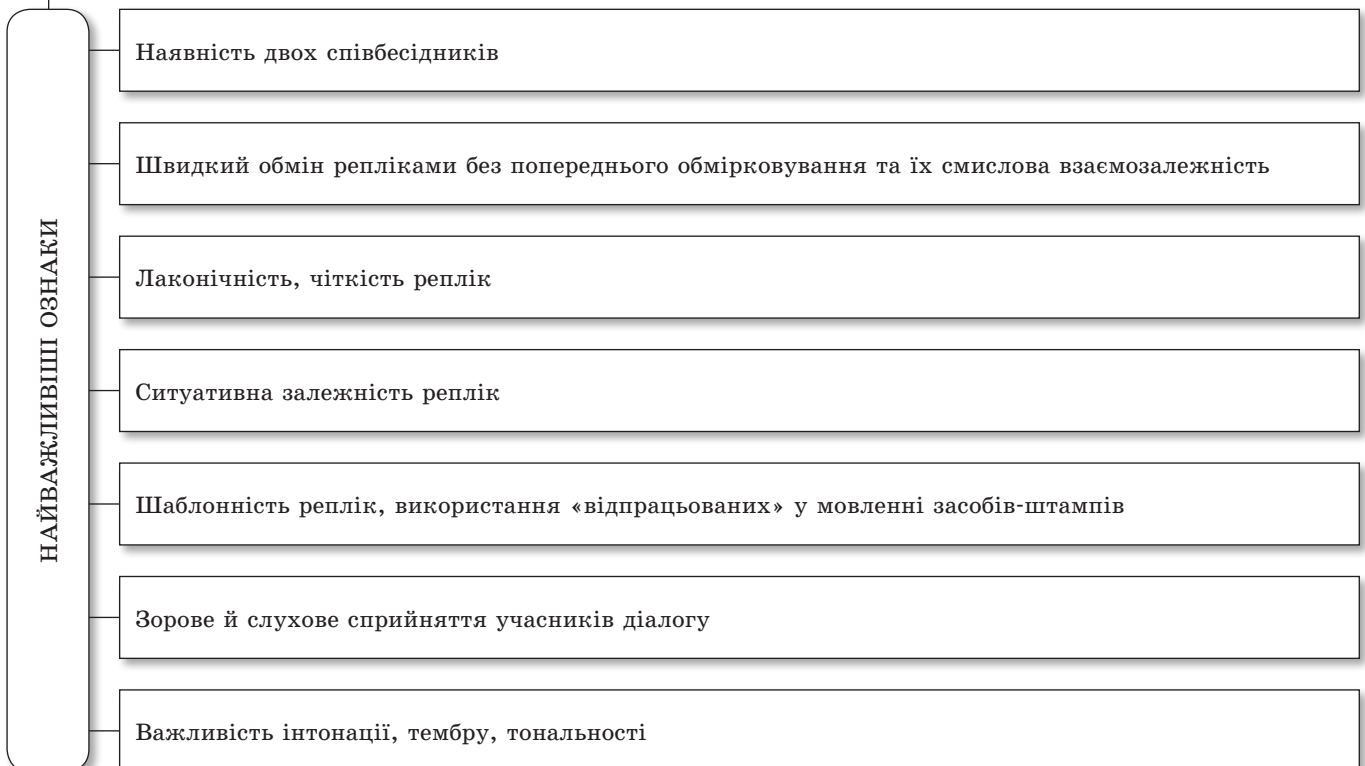 НАЙВАЖЛИВІШІ ОЗНАКИ
Наявність двох співбесідників
Швидкий обмін репліками без попереднього обмірковування та їх смислова взаємозалежність
Лаконічність, чіткість реплік
Ситуативна залежність реплік
Шаблонність реплік, використання «відпрацьованих» у мовленні засобів-штампів
Зорове й слухове сприйняття учасників діалогу
Важливість інтонації, тембру, тональності